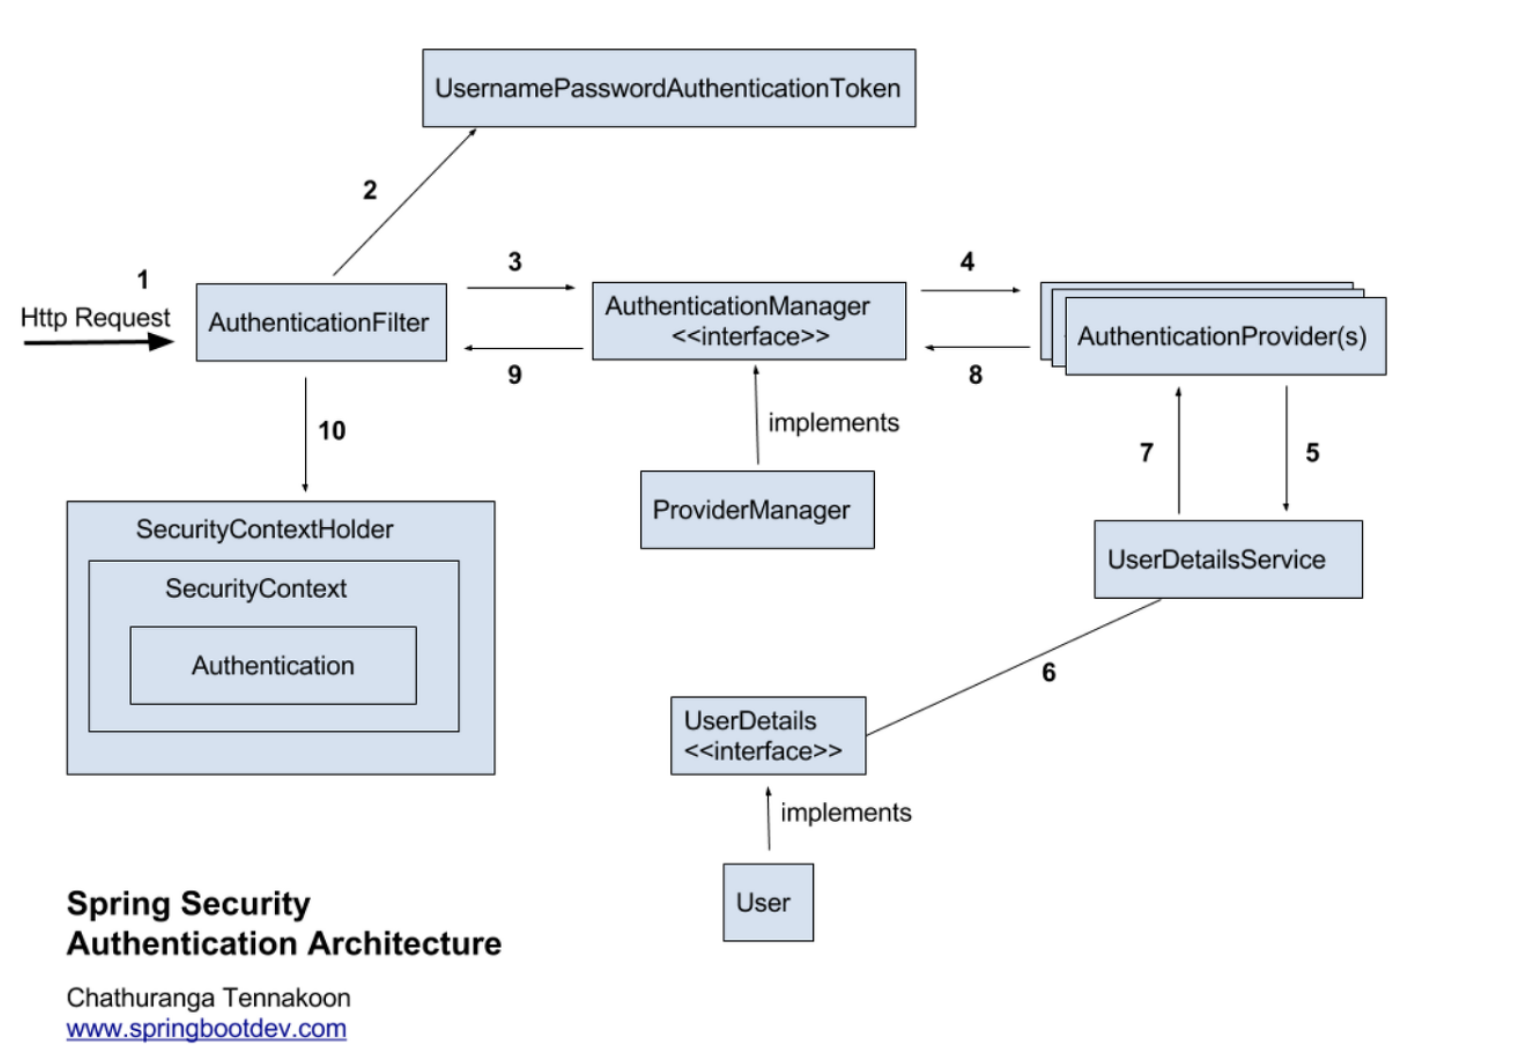 UsernamePasswordAuthenticationToken
2
1
Http Request
AuthenticationFilter
3
AuthenticationManager
<<interface>>
4
AuthenticationProvider(s)
9
8
10
implements
7
5
ProviderManager
SecurityContextHolder
SecurityContext
Authentication
UserDetailsService
6
UserDetails
<<interface>>
implements
User
Spring Security
Authentication Architecture
Chathuranga Tennakoon
www.springbootdev.com